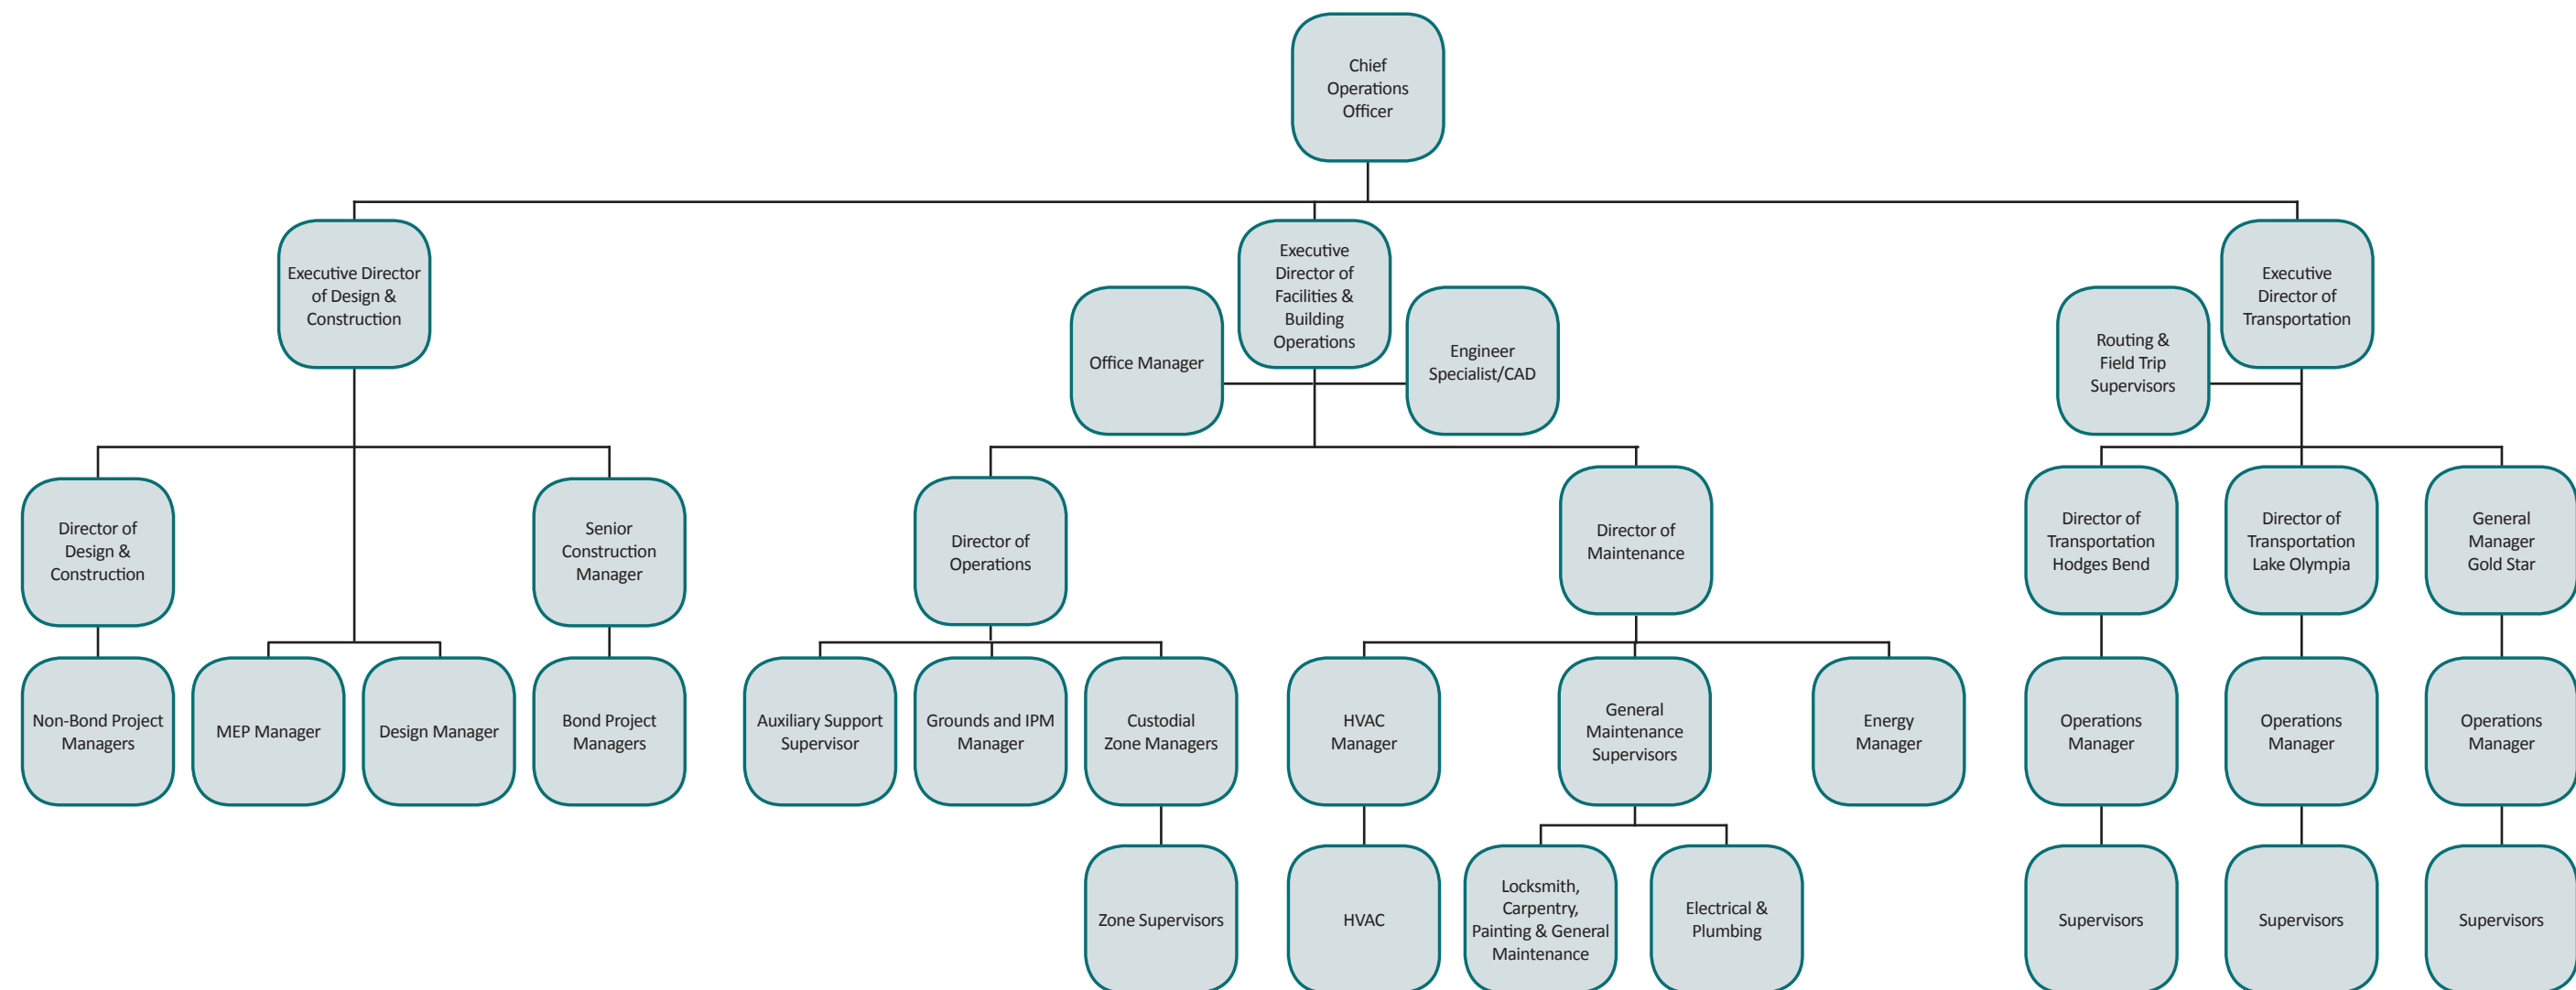 Chief
Operations
Officer
Executive Director
of Design &
Construction
Executive
Director of
Facilities &
Building
Operations
Executive
Director of
Transportation
Office Manager
Engineer
Specialist/CAD
Routing &
Field Trip
Supervisors
Director of
Design &
Construction
Senior
Construction
Manager
Director of
Operations
Director of
Maintenance
Director of
Transportation
Hodges Bend
Director of
Transportation
Lake Olympia
General
Manager
Gold Star
Non-Bond Project
Managers
MEP Manager
Design Manager
Bond Project
Managers
Auxiliary Support
Supervisor
Grounds and IPM
Manager
Custodial
Zone Managers
HVAC
Manager
General
Maintenance
Supervisors
Energy
Manager
Operations
Manager
Operations
Manager
Operations
Manager
Zone Supervisors
HVAC
Locksmith,
Carpentry,
Painting & General
Maintenance
Electrical &
Plumbing
Supervisors
Supervisors
Supervisors